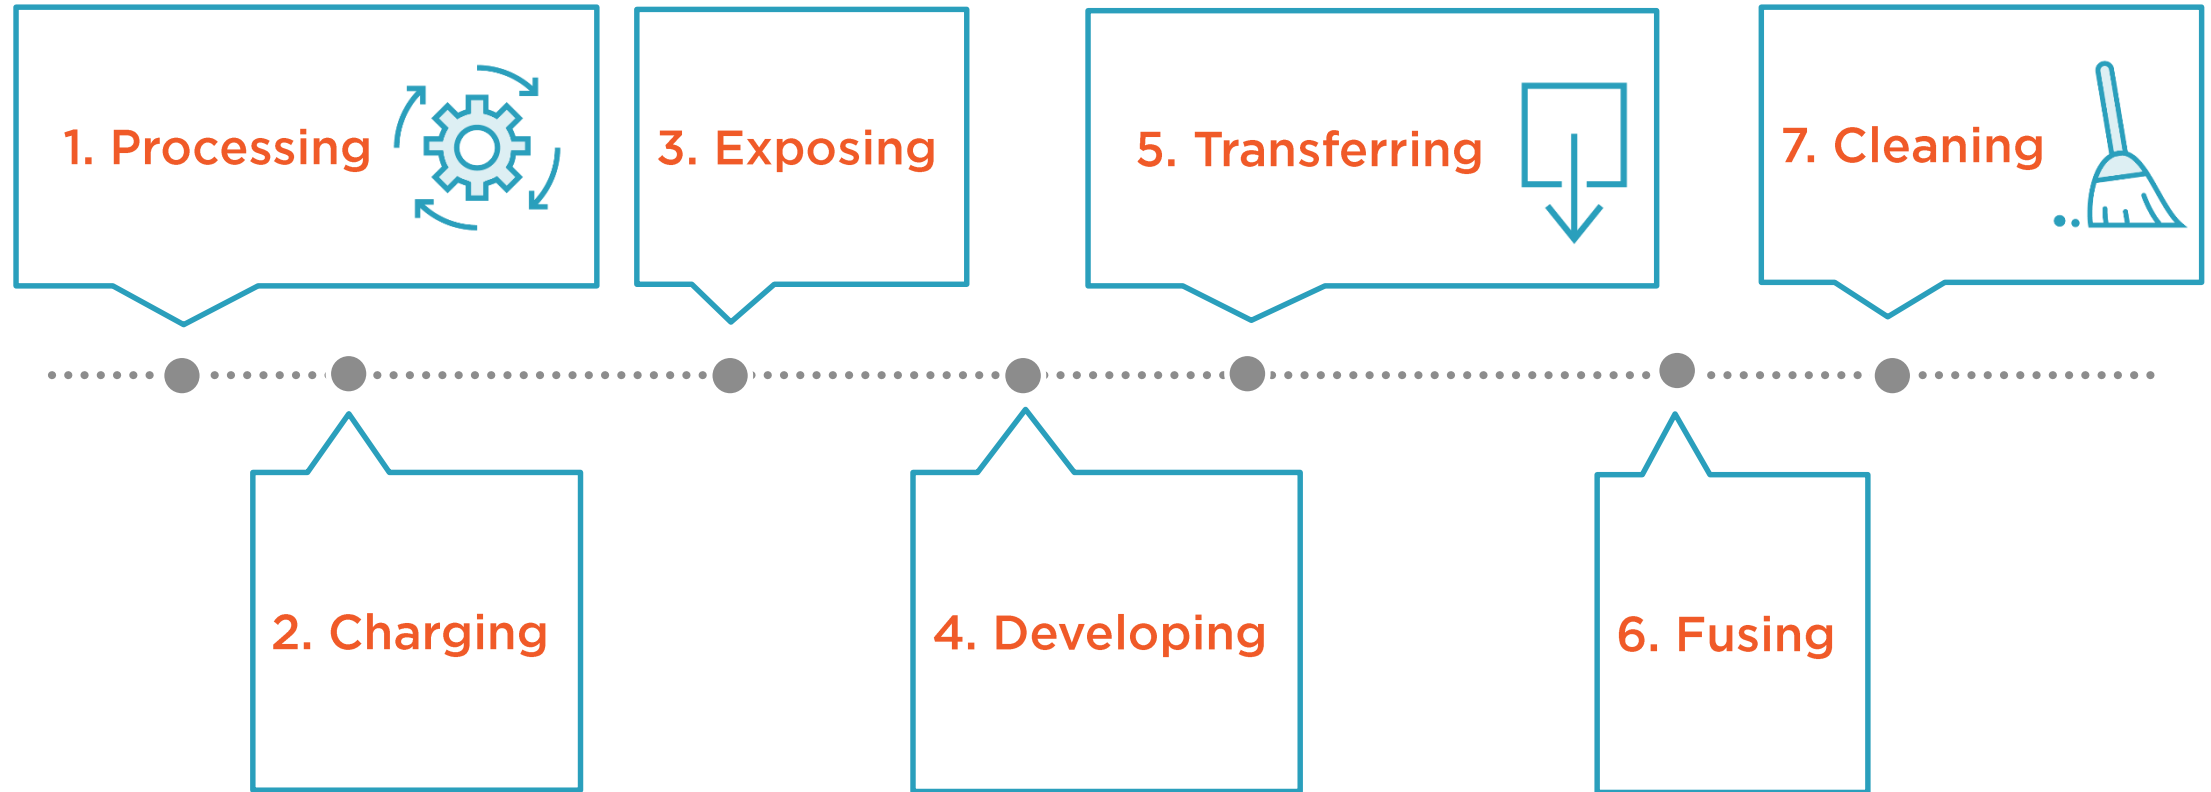 1. Processing
2. Charging
3. Exposing
4. Developing
5. Transferring
6. Fusing
7. Cleaning